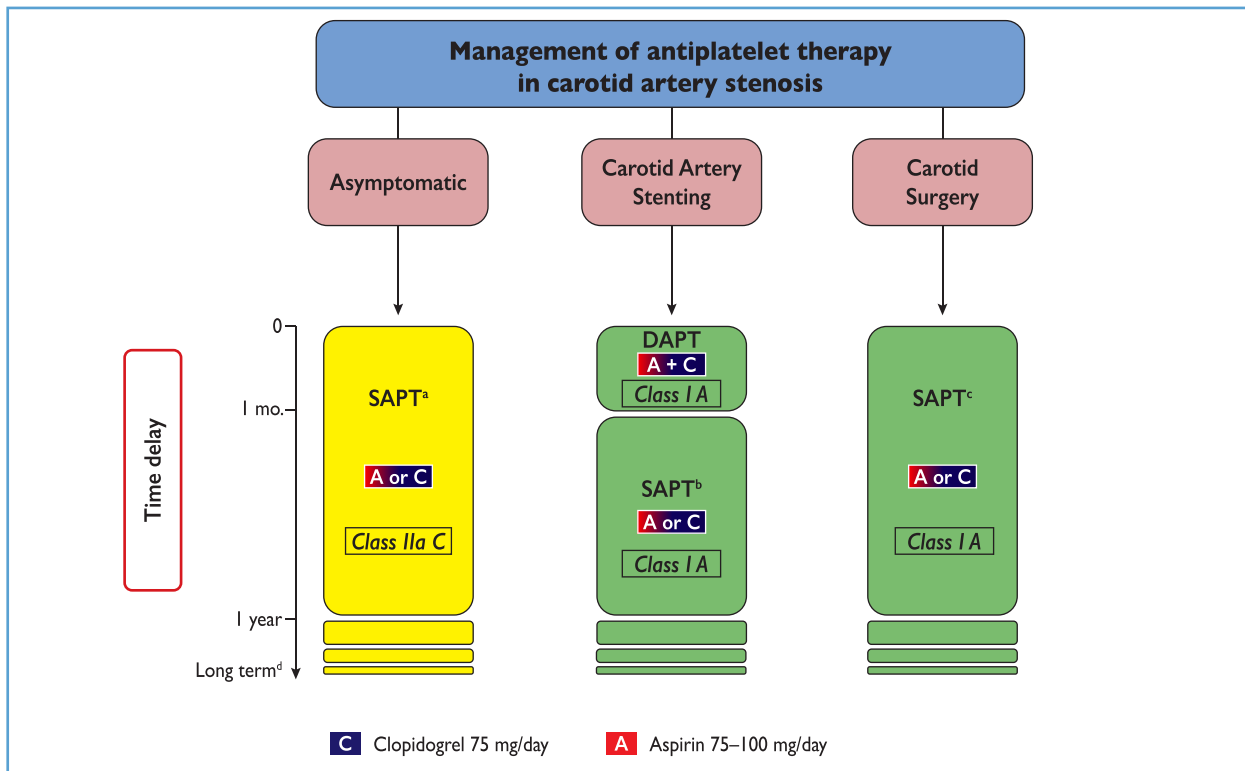 Management of antiplatelet therapy
in carotid artery stenosis
Asymptomatic
Carotid Artery
Stenting
Carotid
Surgery
Time delay
0
1 mo.
1 year
Long termᵈ
SAPTᵃ
A or C
Class IIa C
DAPT
A + C
Class I A
SAPTᵇ
A or C
Class I A
SAPTᶜ
A or C
Class I A
C Clopidogrel 75 mg/day
A Aspirin 75–100 mg/day